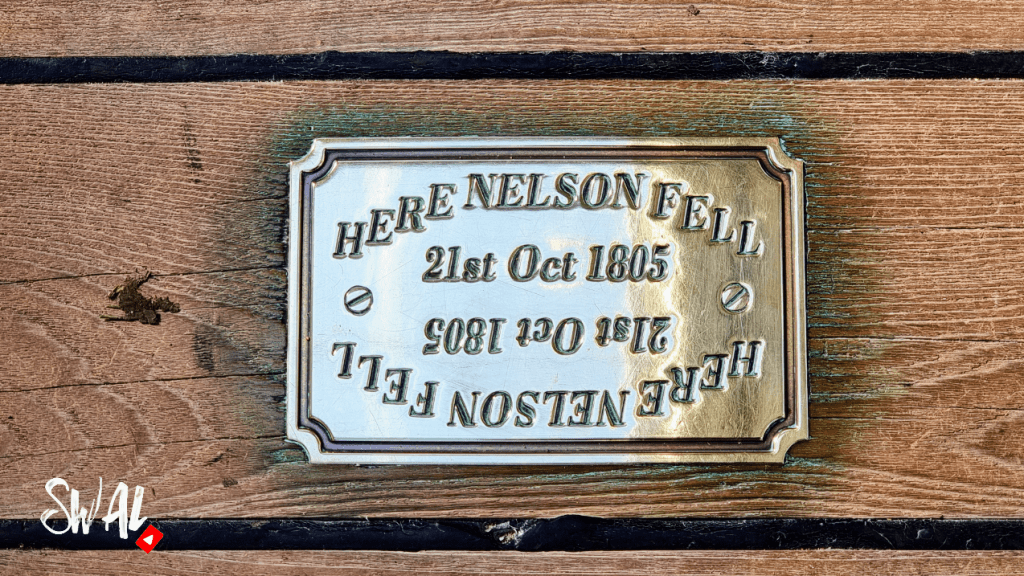 HERE NELSON FELL
21st Oct 1805
21st Oct 1805
HERE NELSON FELL
SWAL